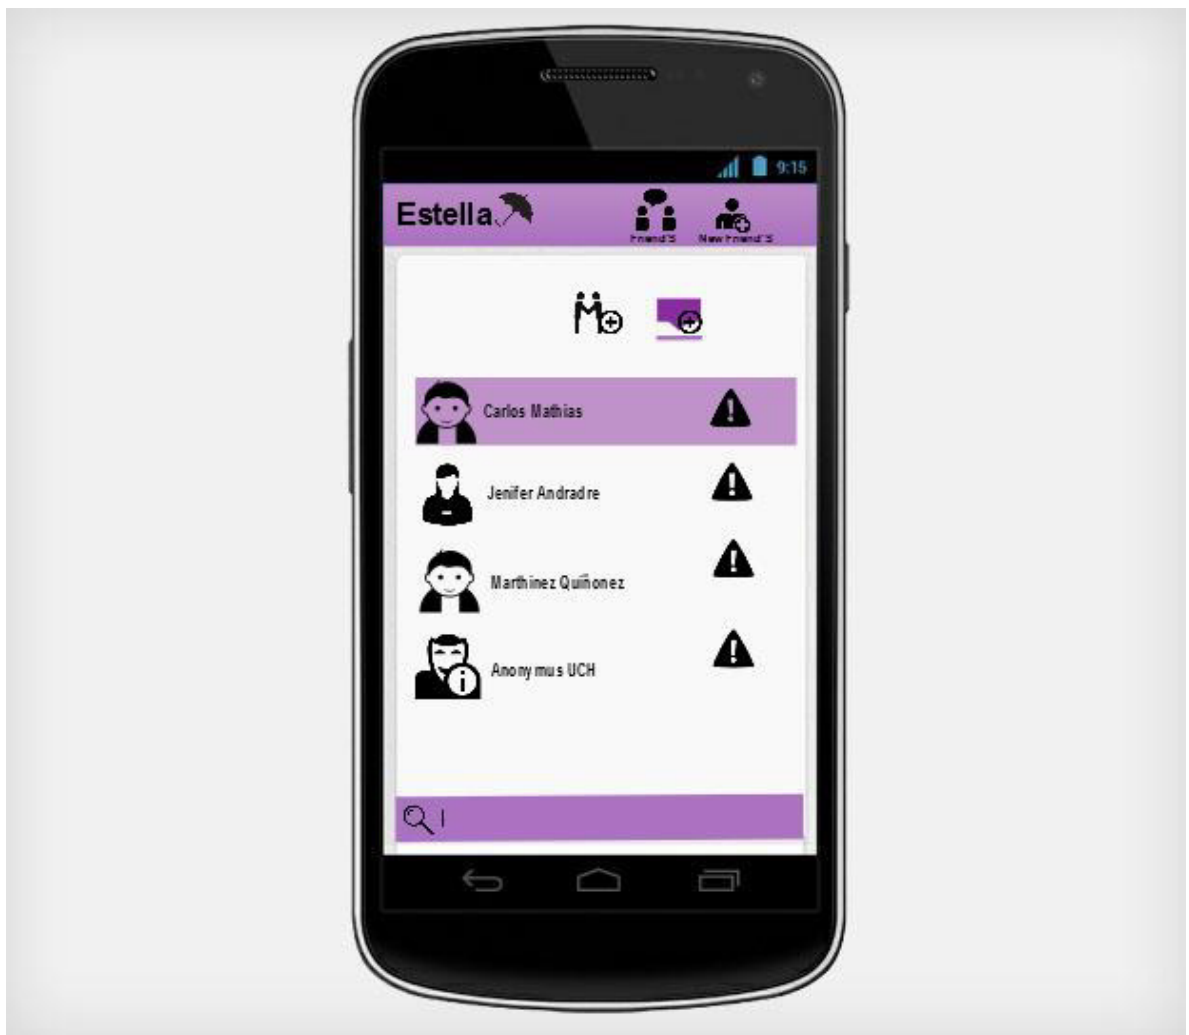 9:15
Estella
Friend'S
New Friend'S
Carlos Mathias
Jenifer Andradre
Marthinez Quiñonez
Anonymus UCH